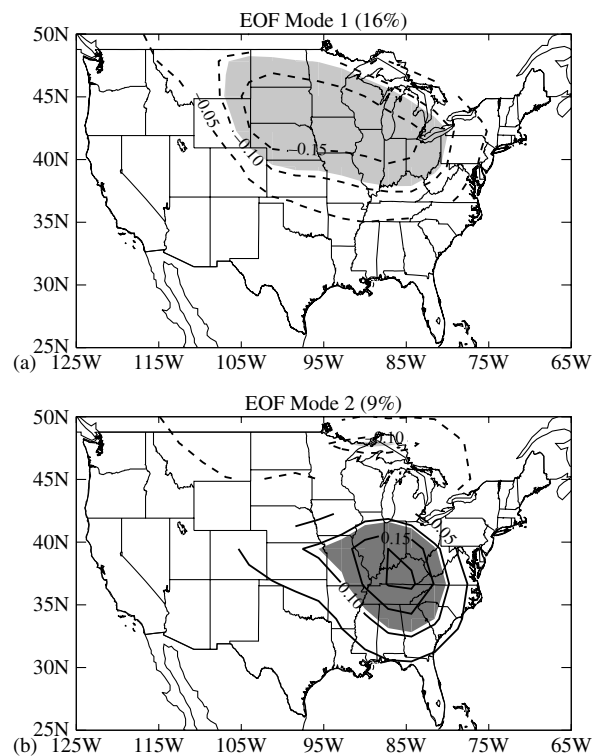 EOF Mode 1 (16%)
50N
45N
40N
35N
30N
25N
−0.05
−0.10
−0.15
(a)
125W 115W 105W 95W 85W 75W 65W
EOF Mode 2 (9%)
50N
45N
40N
35N
30N
25N
0.10
0.05
0.15
0.10
(b)
125W 115W 105W 95W 85W 75W 65W